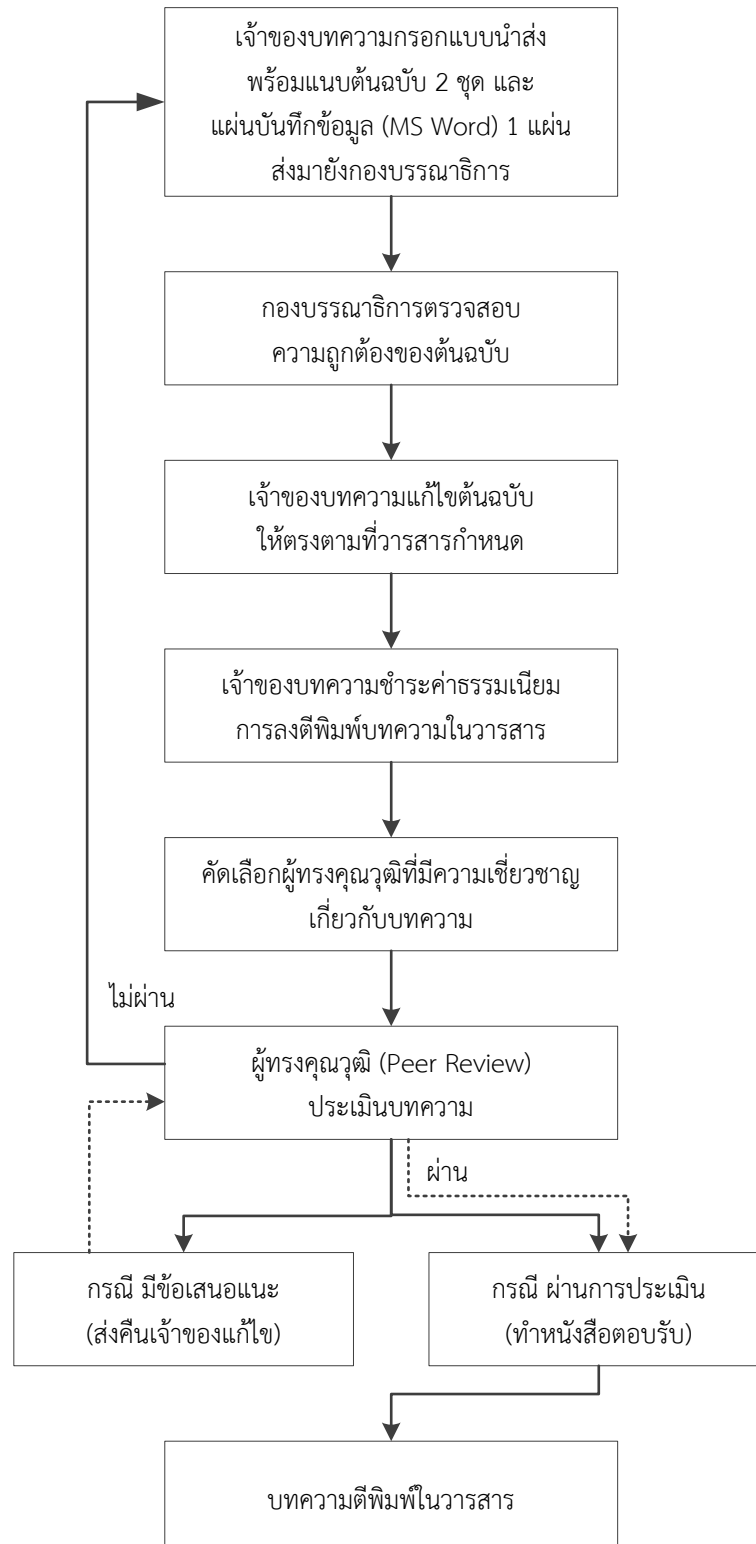 เจ้าของบทความกรอกแบบนำส่ง
พร้อมแนบต้นฉบับ 2 ชุด และ
แผ่นบันทึกข้อมูล (MS Word) 1 แผ่น
ส่งมายังกองบรรณาธิการ
กองบรรณาธิการตรวจสอบ
ความถูกต้องของต้นฉบับ
เจ้าของบทความแก้ไขต้นฉบับ
ให้ตรงตามที่วารสารกำหนด
เจ้าของบทความชำระค่าธรรมเนียม
การลงตีพิมพ์บทความในวารสาร
คัดเลือกผู้ทรงคุณวุฒิที่มีความเชี่ยวชาญ
เกี่ยวกับบทความ
ไม่ผ่าน
ผู้ทรงคุณวุฒิ (Peer Review)
ประเมินบทความ
ผ่าน
กรณี มีข้อเสนอแนะ
(ส่งคืนเจ้าของแก้ไข)
กรณี ผ่านการประเมิน
(ทำหนังสือตอบรับ)
บทความตีพิมพ์ในวารสาร